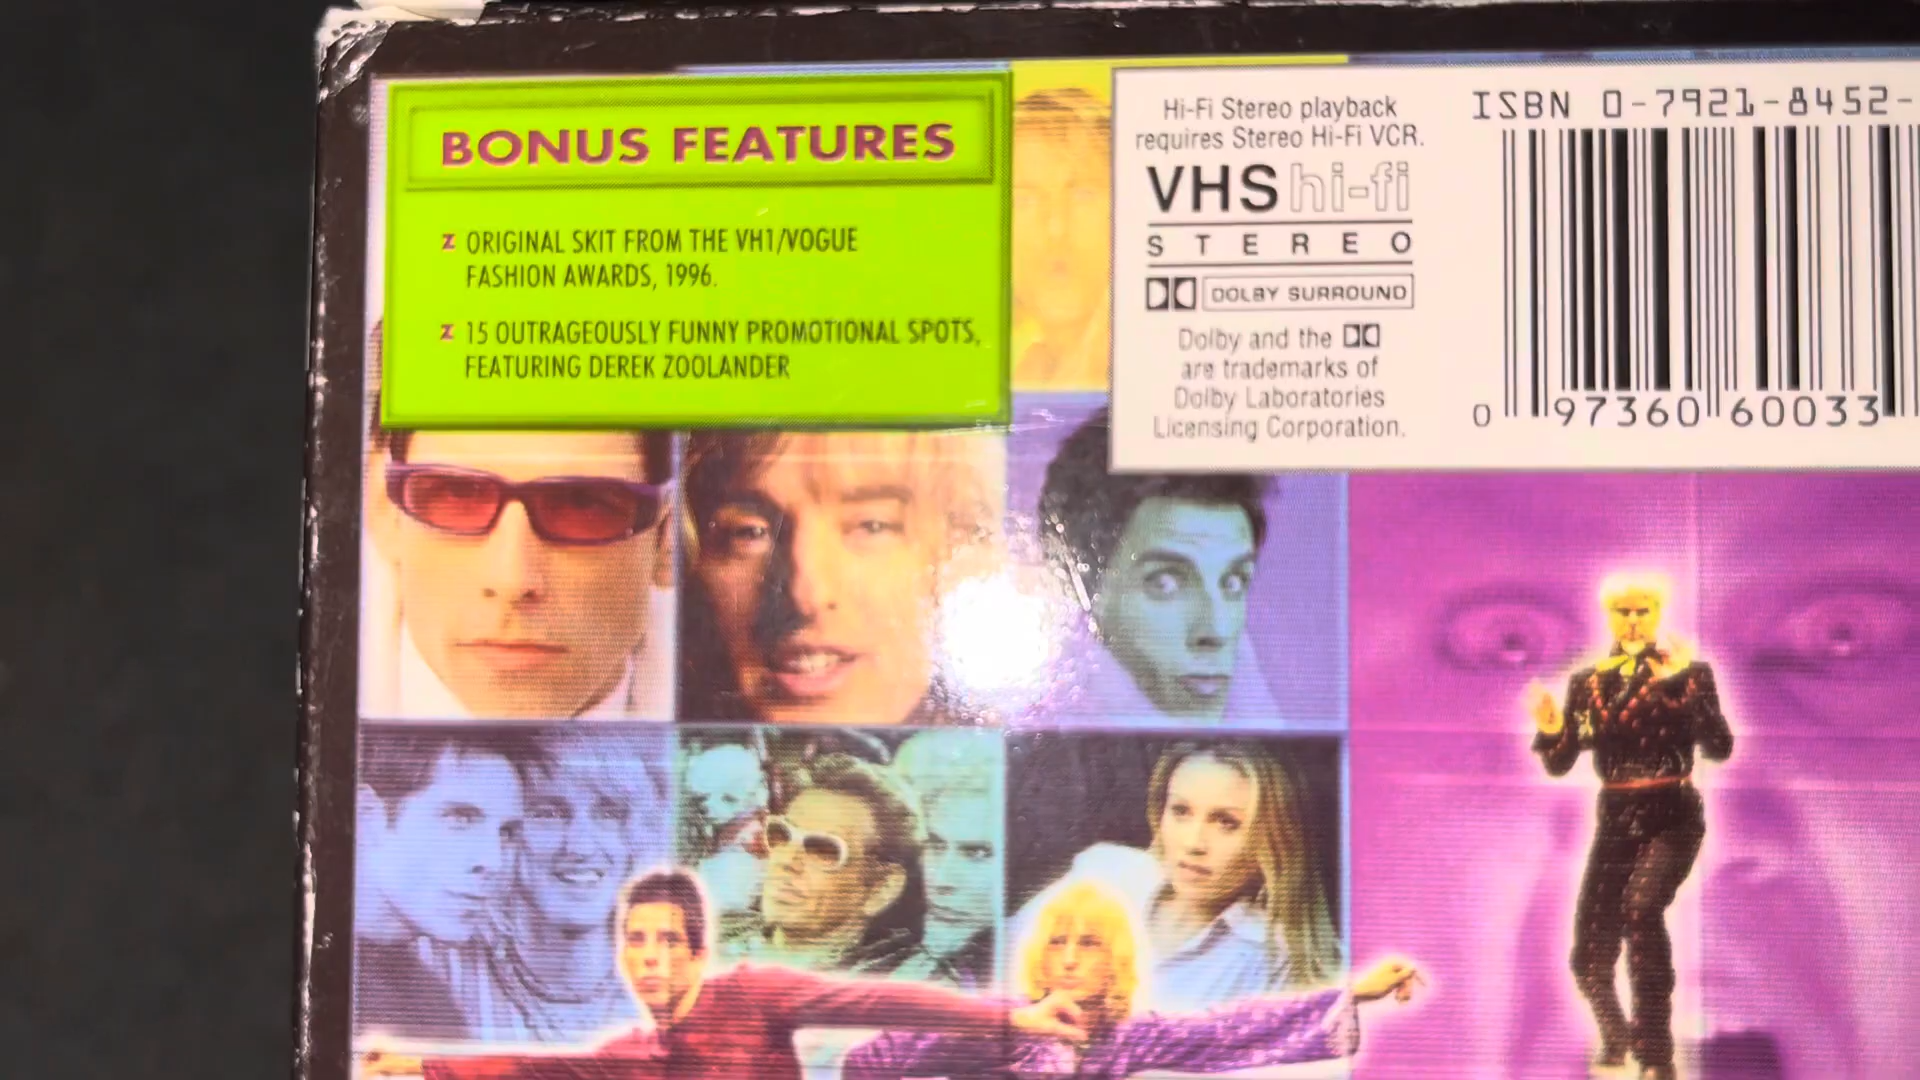 BONUS FEATURES
Z ORIGINAL SKIT FROM THE VH1/VOGUE
FASHION AWARDS, 1996.
Z 15 OUTRAGEOUSLY FUNNY PROMOTIONAL SPOTS,
FEATURING DEREK ZOOLANDER
Hi-Fi Stereo playback
requires Stereo Hi-Fi VCR.
VHS hi-fi
STEREO
DOLBY SURROUND
Dolby and the
are trademarks of
Dolby Laboratories
Licensing Corporation.
ISBN 0-7921-8452-
0 97360 60033